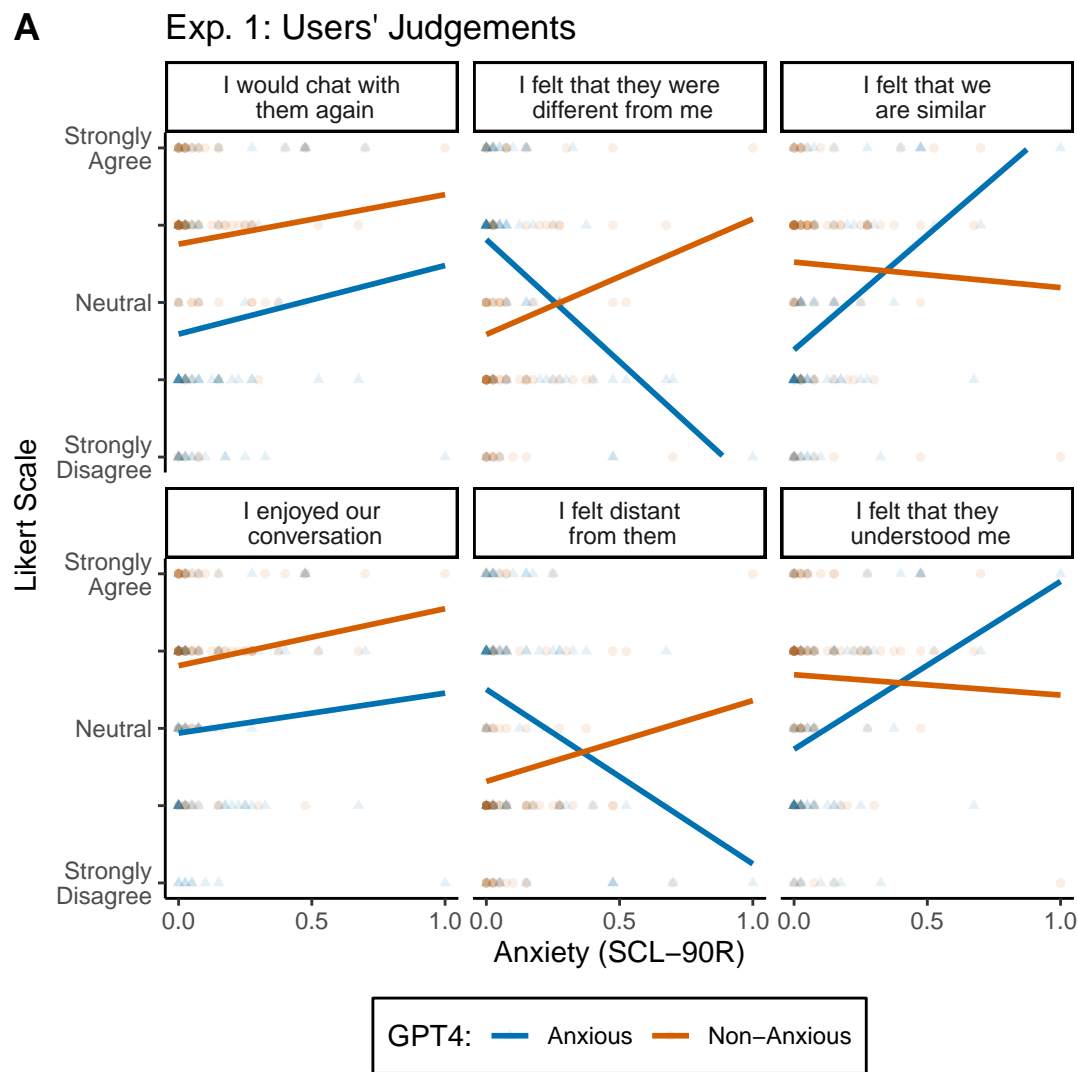 A
Exp. 1: Users' Judgements
I would chat with
them again
I felt that they were
different from me
I felt that we
are similar
Strongly
Agree
Neutral
Strongly
Disagree
Likert Scale
I enjoyed our
conversation
I felt distant
from them
I felt that they
understood me
Strongly
Agree
Neutral
Strongly
Disagree
0.0 0.5 1.0 0.0 0.5 1.0 0.0 0.5 1.0
Anxiety (SCL−90R)
GPT4: Anxious Non−Anxious